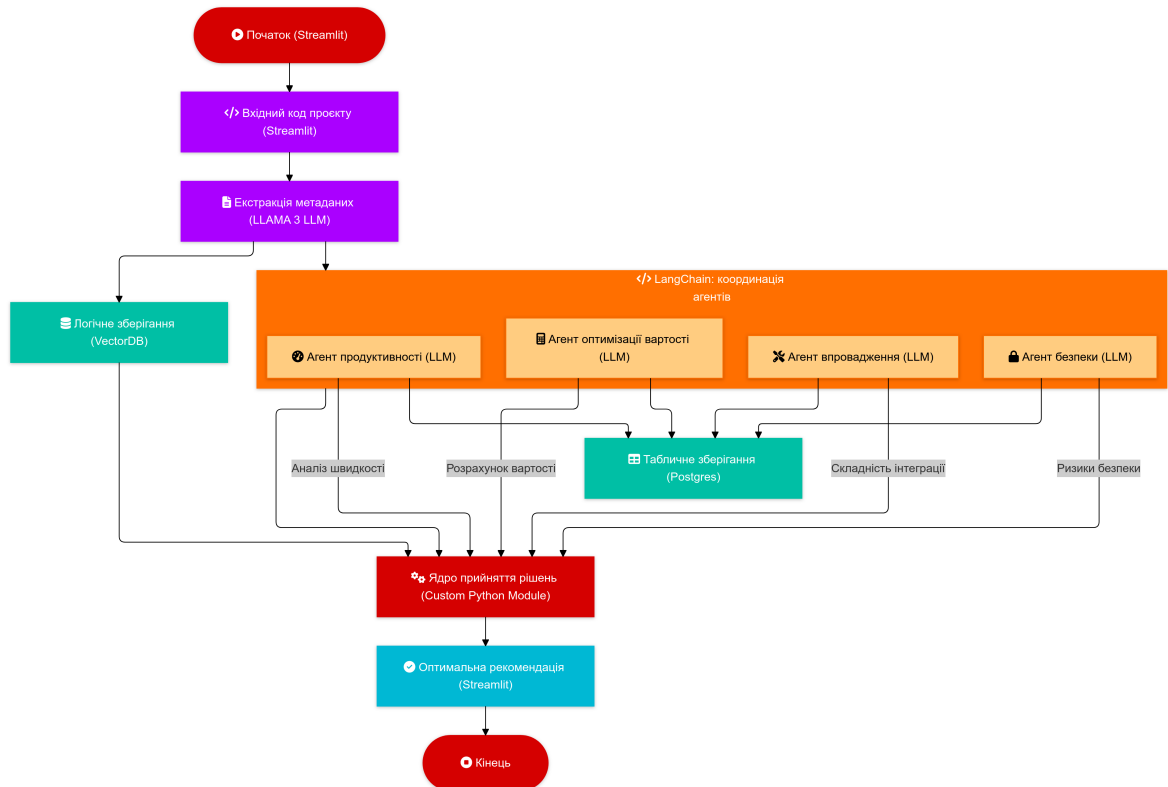 Початок (Streamlit)
Вхідний код проєкту
(Streamlit)
Екстракція метаданих
(LLAMA 3 LLM)
LangChain: координація
агентів
Логічне зберігання
(VectorDB)
Агент продуктивності (LLM)
Агент оптимізації вартості
(LLM)
Агент впровадження (LLM)
Агент безпеки (LLM)
Табличне зберігання
(Postgres)
Аналіз швидкості
Розрахунок вартості
Складність інтеграції
Ризики безпеки
Ядро прийняття рішень
(Custom Python Module)
Оптимальна рекомендація
(Streamlit)
Кінець